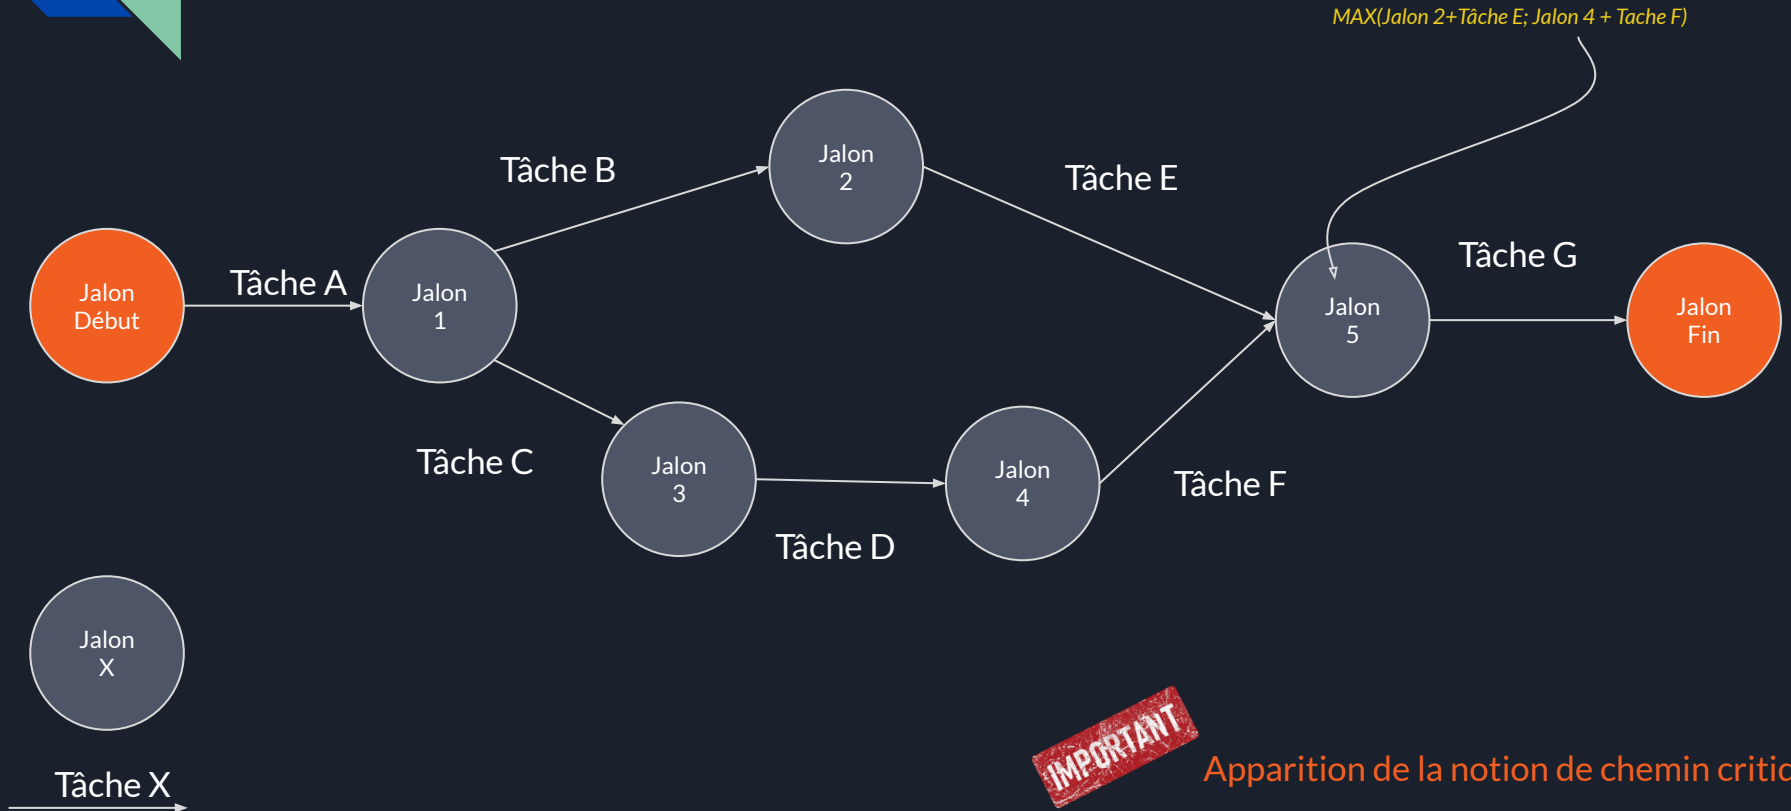 MAX(Jalon 2+Tâche E; Jalon 4 + Tache F)
Jalon
2
Tâche B
Tâche E
Tâche G
Jalon
Début
Tâche A
Jalon
1
Jalon
5
Jalon
Fin
Tâche C
Jalon
3
Jalon
4
Tâche F
Tâche D
Jalon
X
IMPORTANT
Apparition de la notion de chemin
Tâche X